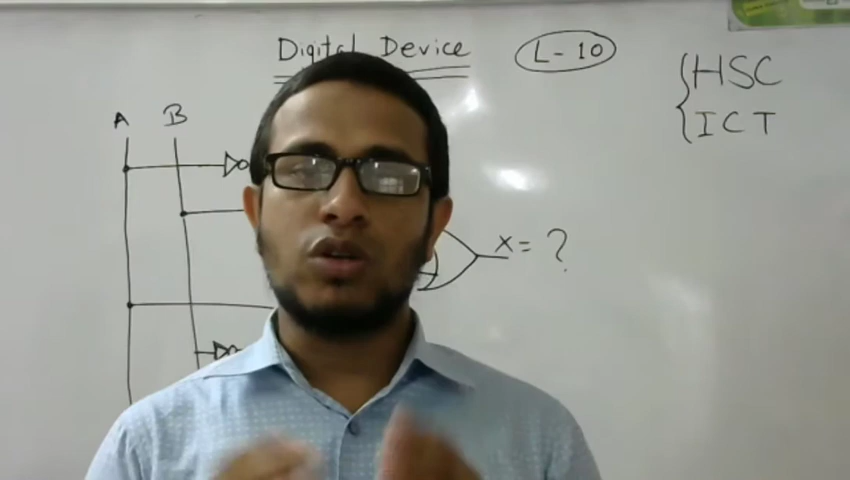 Digital Device
L-10
HSC
ICT
A
B
X = ?